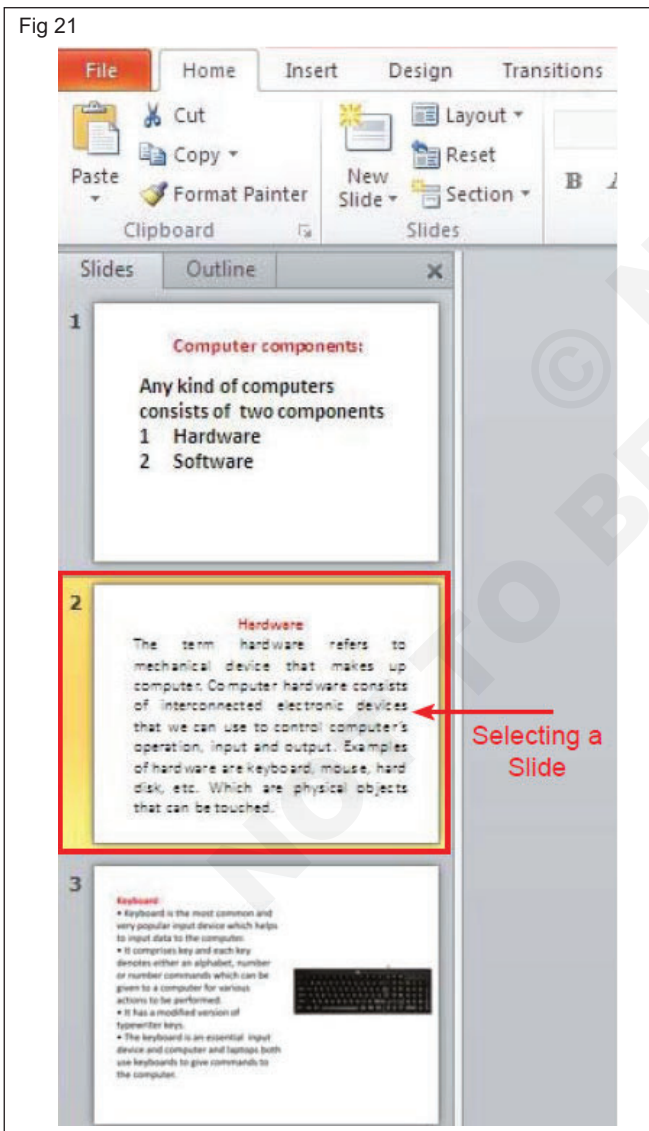 Fig 21
File Home Insert Design Transitions
Cut
Copy
Format Painter
Paste
Clipboard
New
Slide
Layout
Reset
Section
Slides
B
Slides Outline
1
Computer components:
Any kind of computers
consists of two components
1 Hardware
2 Software
2
Hardware
The term hardware refers to
mechanical device that makes up
computer. Computer hardware consists
of interconnected electronic devices
that we can use to control computer's
operation, input and output. Examples
of hardware are keyboard, mouse, hard
disk, etc. Which are physical objects
that can be touched.
Selecting a
Slide
3
Keyboard
• Keyboard is the most common and
very popular input device which helps
to input data to the computer.
• It comprises key and each key
denotes either an alphabet, number
or number commands which can be
given to a computer for various
actions to be performed.
• It has a modified version of
typewriter keys.
• The keyboard is an essential input
device and computer and laptops both
use keyboards to give commands to
the computer.
© N
NOT TO BE